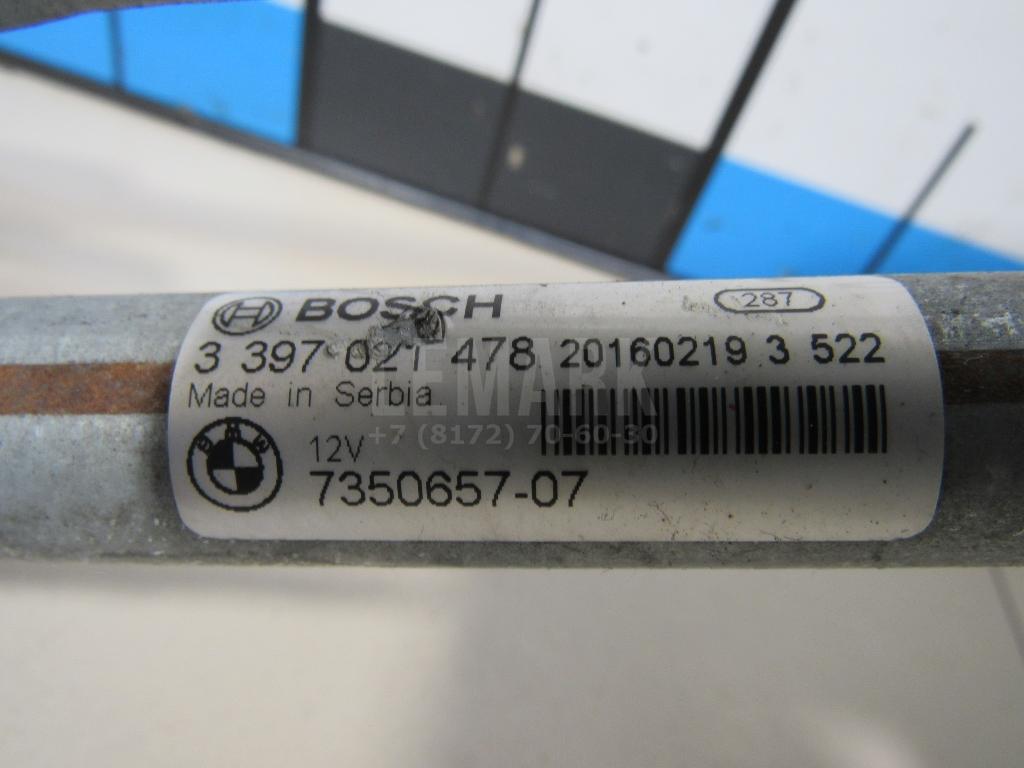 BOSCH 287
3 397 021 478 20160219 3 522
Made in Serbia
LEMARK
+7 (8172) 70-60-30
BMW
12V
7350657-07